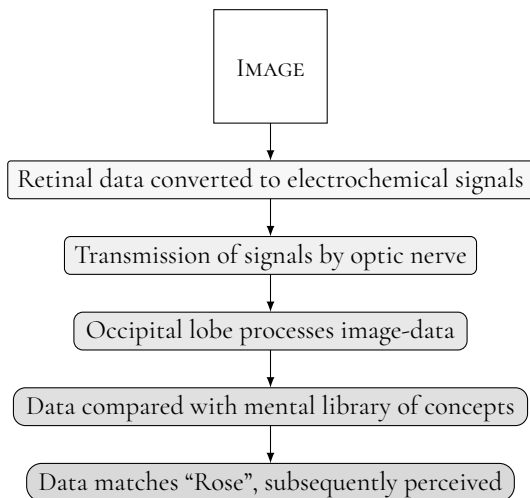 IMAGE
Retinal data converted to electrochemical signals
Transmission of signals by optic nerve
Occipital lobe processes image-data
Data compared with mental library of concepts
Data matches “Rose”, subsequently perceived